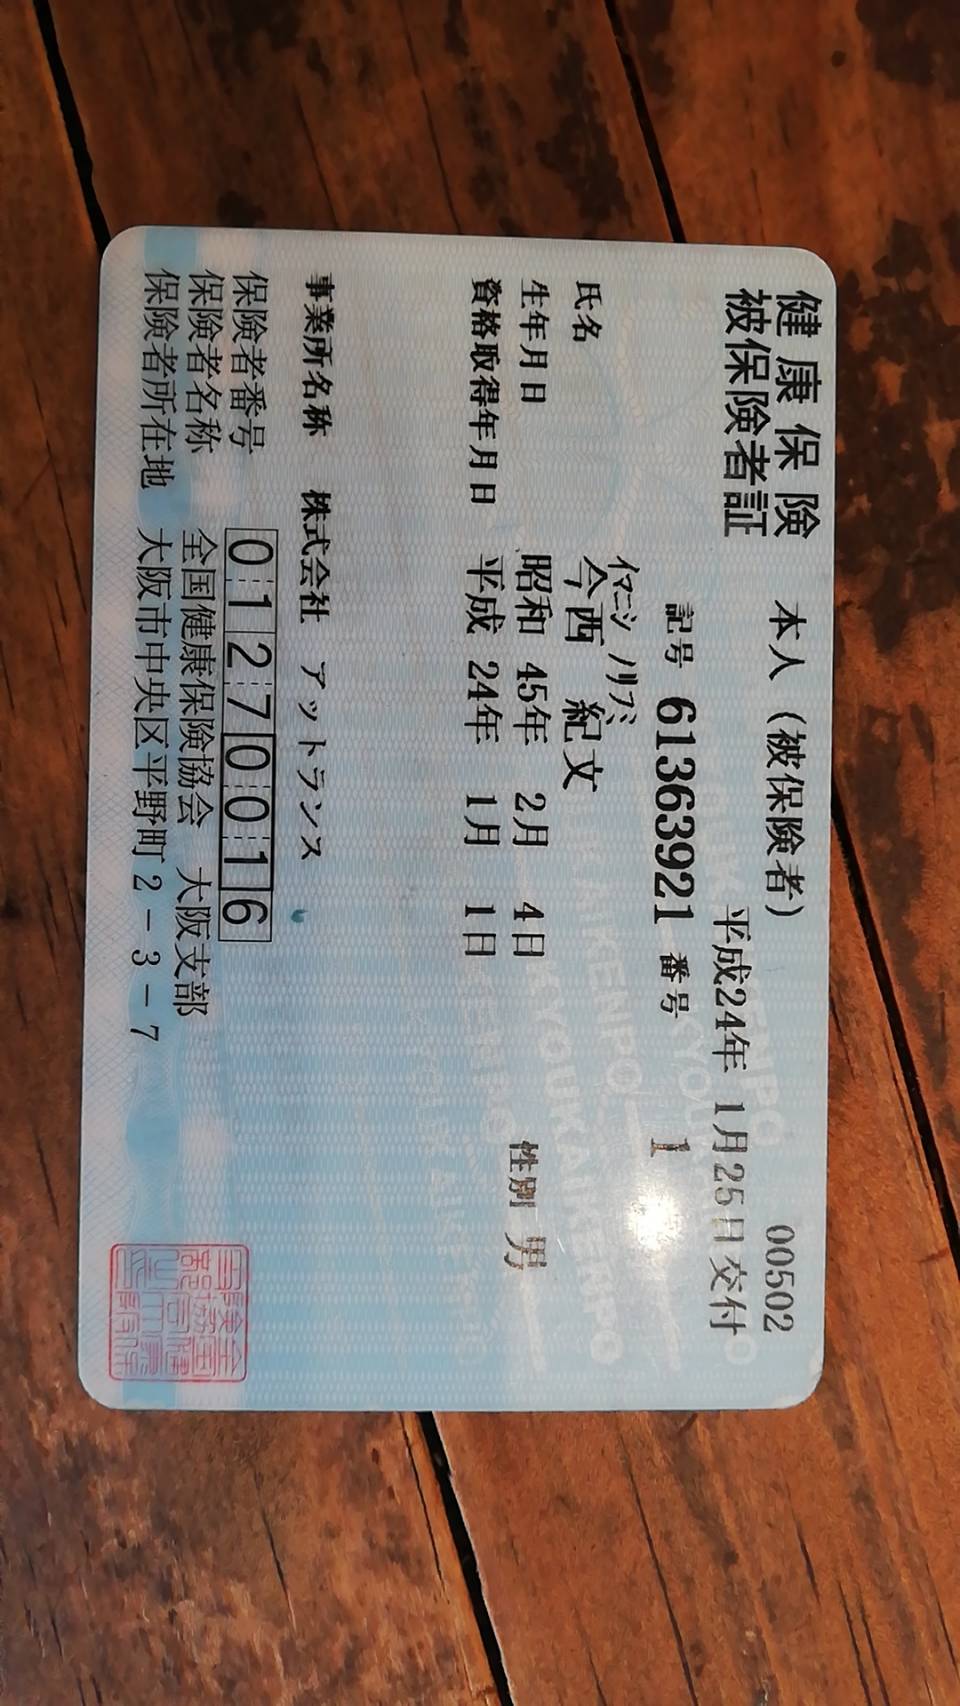 健康保険 本人（被保険者） 00502
被保険者証 平成24年 1月25日交付
記号 61363921 番号 1
ｲﾏﾆｼ ﾉﾘﾌﾐ
氏名 今西 紀文
生年月日 昭和 45年 2月 4日 性別 男
資格取得年月日 平成 24年 1月 1日
事業所名称 株式会社 アットランス
保険者番号 01270016
保険者名称 全国健康保険協会 大阪支部
保険者所在地 大阪市中央区平野町２－３－７